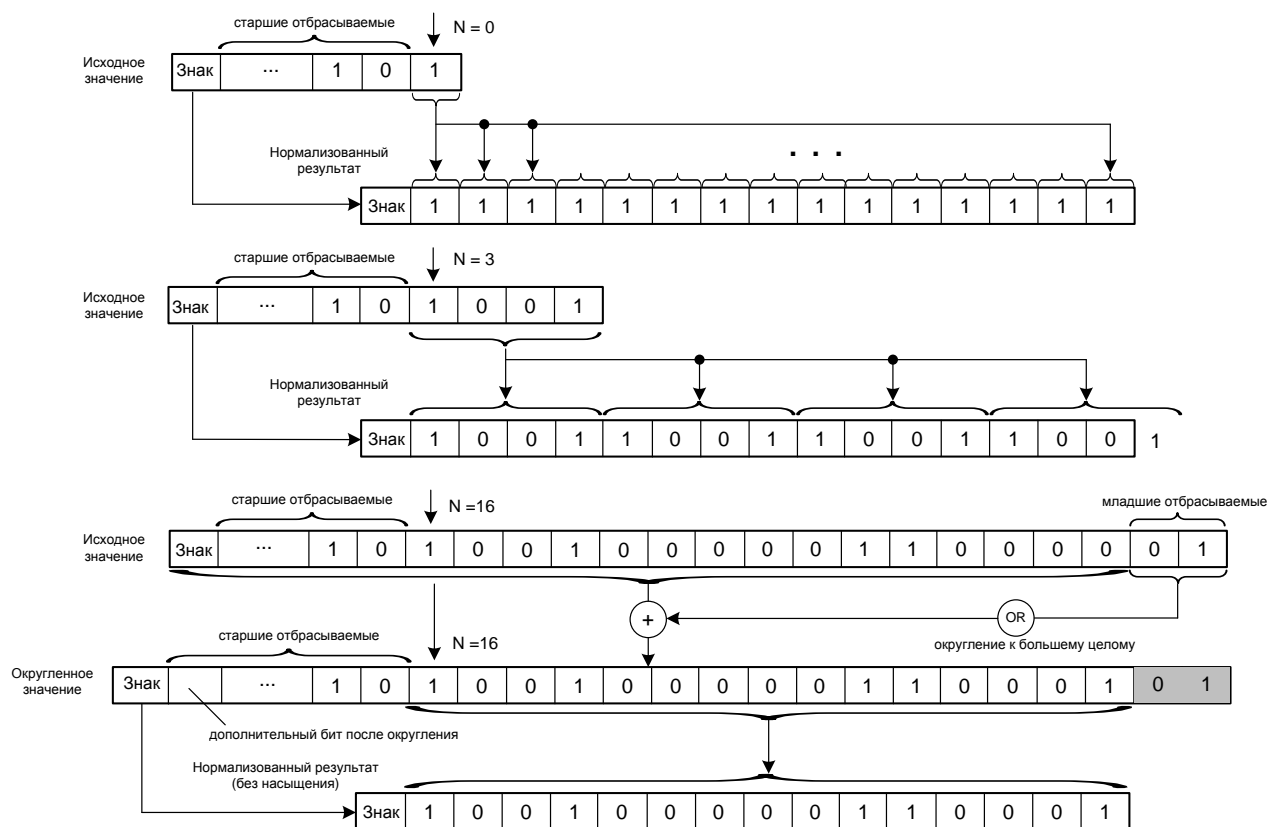 старшие отбрасываемые
N = 0
Исходное
значение
Знак ... 1 0 1
Нормализованный
результат
. . .
Знак 1 1 1 1 1 1 1 1 1 1 1 1 1 1 1
старшие отбрасываемые
N = 3
Исходное
значение
Знак ... 1 0 1 0 0 1
Нормализованный
результат
Знак 1 0 0 1 1 0 0 1 1 0 0 1 1 0 0 1
старшие отбрасываемые
N =16
младшие отбрасываемые
Исходное
значение
Знак ... 1 0 1 0 0 1 0 0 0 0 0 1 1 0 0 0 0 0 1
+
OR
округление к большему целому
старшие отбрасываемые
N =16
Округленное
значение
Знак ... 1 0 1 0 0 1 0 0 0 0 0 1 1 0 0 0 1 0 1
дополнительный бит после округления
Нормализованный результат
(без насыщения)
Знак 1 0 0 1 0 0 0 0 0 1 1 0 0 0 1